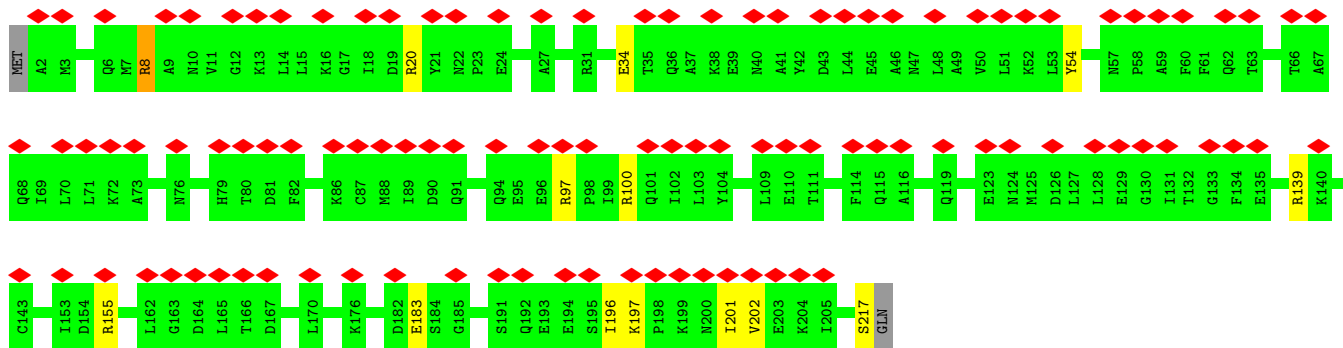 MET A2 M3 Q6 M7 R8 A9 N10 V11 G12 K13 L14 L15 K16 G17 I18 D19 R20 Y21 N22 P23 E24 A27 R31 E34 T35 Q36 A37 K38 E39 N40 A41 Y42 D43 L44 E45 A46 N47 L48 A49 V50 L51 K52 L53 Y54 N57 P58 A59 F60 F61 Q62 T63 T66 A67
Q68 I69 L70 L71 K72 A73 N76 H79 T80 D81 F82 K86 C87 M88 I89 D90 Q91 Q94 E95 E96 R97 P98 I99 R100 Q101 I102 L103 Y104 L109 E110 T111 F114 Q115 A116 Q119 E123 N124 M125 D126 L127 L128 E129 G130 I131 T132 G133 F134 E135 R139 K140
C143 I153 D154 R155 L162 G163 D164 L165 T166 D167 L170 K176 D182 E183 S184 G185 S191 Q192 E193 E194 S195 I196 K197 P198 K199 N200 I201 V202 E203 K204 I205 S217 GLN